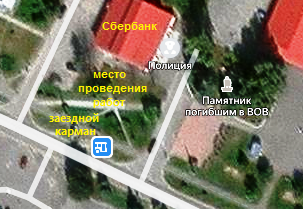 Сбербанк
Полиция
место
проведения
работ
Памятник
погибшим в ВОВ
заездной
карман